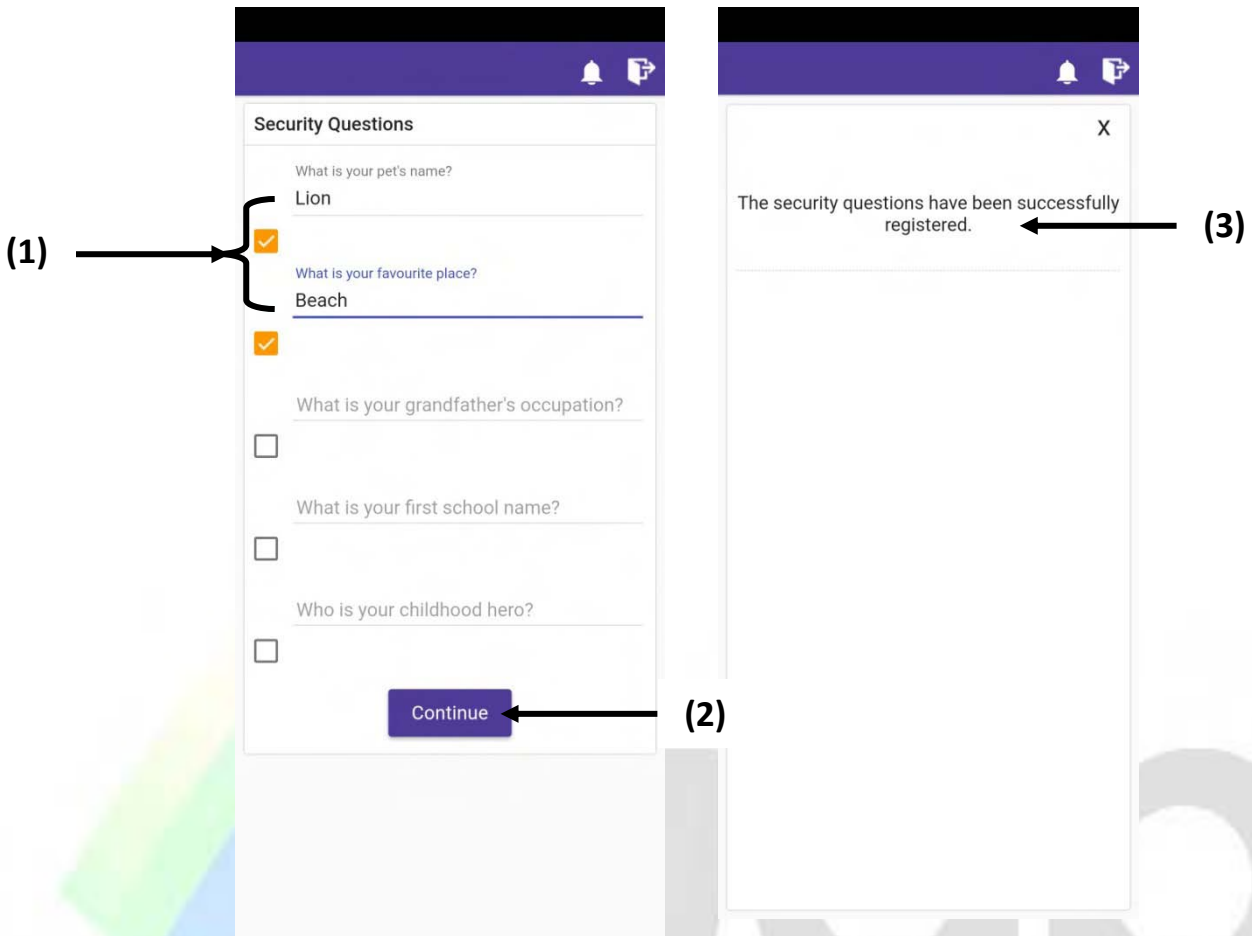 Security Questions
What is your pet's name?
Lion
(1)
What is your favourite place?
Beach
What is your grandfather's occupation?
What is your first school name?
Who is your childhood hero?
Continue
(2)
X
The security questions have been successfully
registered.
(3)